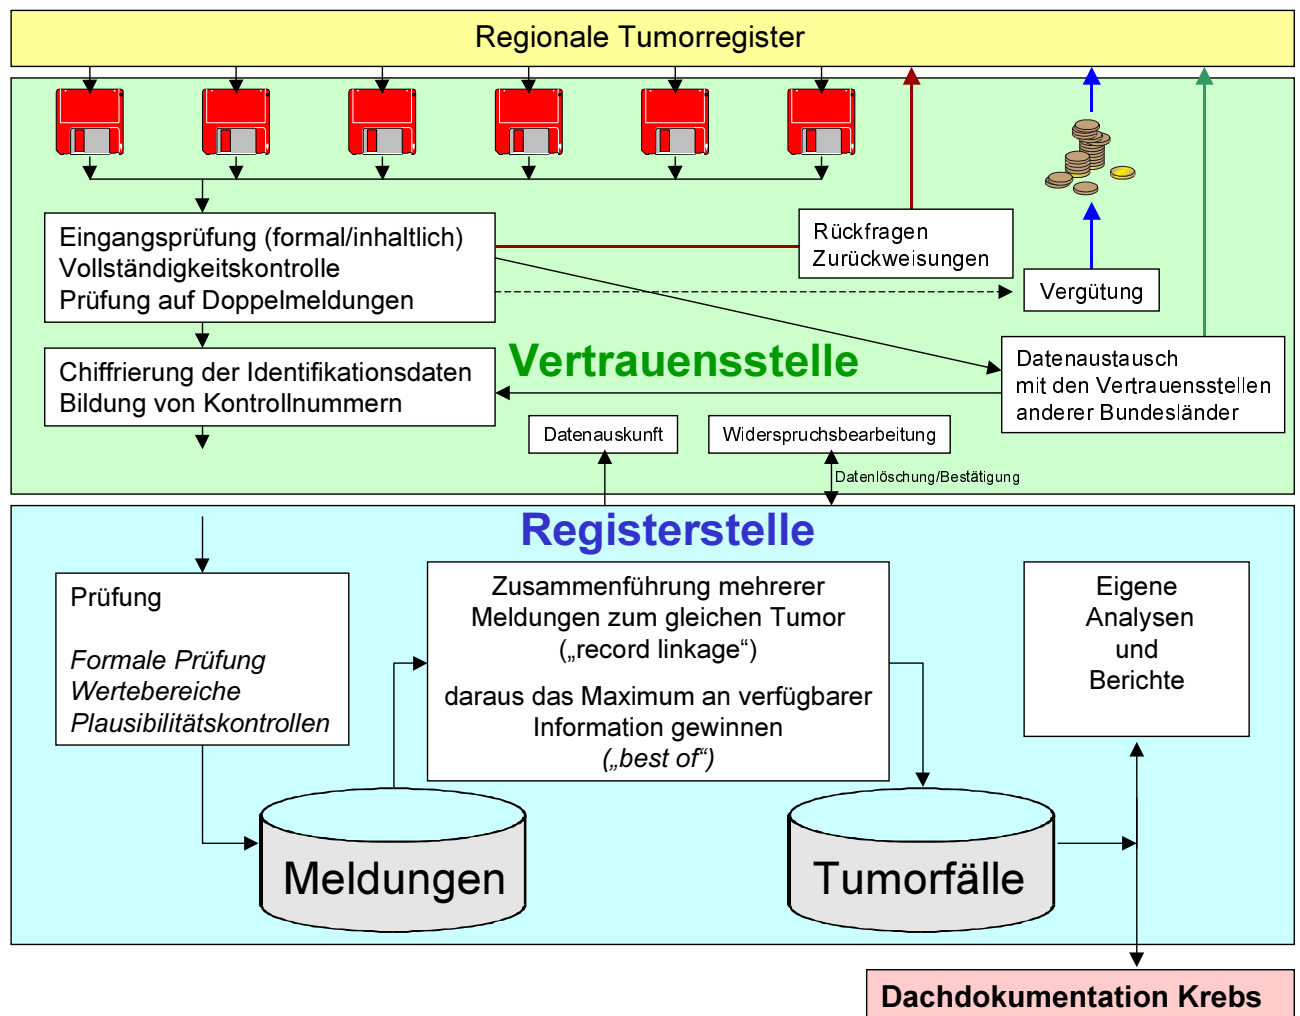 Regionale Tumorregister
Eingangsprüfung (formal/inhaltlich)
Vollständigkeitskontrolle
Prüfung auf Doppelmeldungen
Rückfragen
Zurückweisungen
Vergütung
Chiffrierung der Identifikationsdaten
Bildung von Kontrollnummern
Vertrauensstelle
Datenaustausch
mit den Vertrauensstellen
anderer Bundesländer
Datenauskunft
Widerspruchsbearbeitung
Datenlöschung/Bestätigung
Registerstelle
Prüfung
Formale Prüfung
Wertebereiche
Plausibilitätskontrollen
Zusammenführung mehrerer
Meldungen zum gleichen Tumor
(„record linkage“)
daraus das Maximum an verfügbarer
Information gewinnen
(„best of“)
Eigene
Analysen
und
Berichte
Meldungen
Tumorfälle
Dachdokumentation Krebs